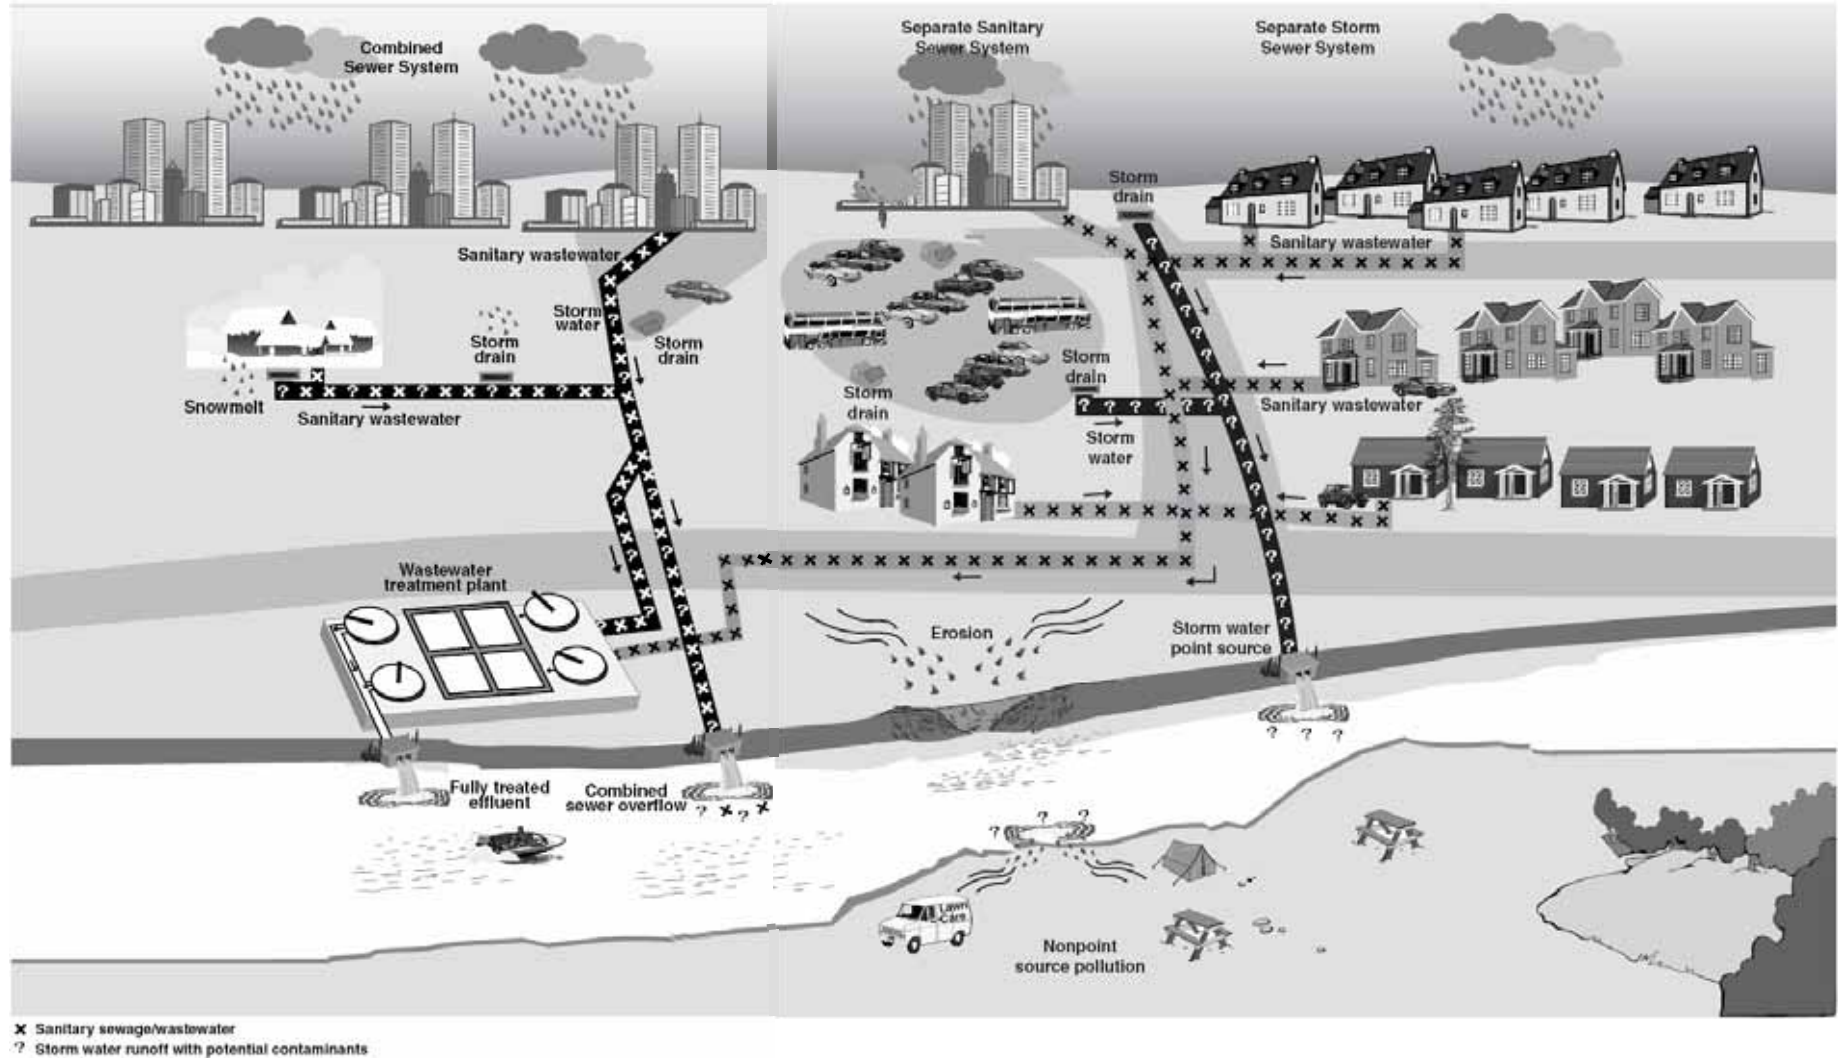 Combined
Sewer System
Separate Sanitary
Sewer System
Separate Storm
Sewer System
Storm
drain
Sanitary wastewater
Sanitary wastewater
Storm
water
Storm
drain
Storm
drain
Snowmelt
Sanitary wastewater
Storm
drain
Storm
drain
Sanitary wastewater
Storm
water
Wastewater
treatment plant
Erosion
Storm water
point source
Fully treated
effluent
Combined
sewer overflow
Lawn
Care
Nonpoint
source pollution
x Sanitary sewage/wastewater
? Storm water runoff with potential contaminants